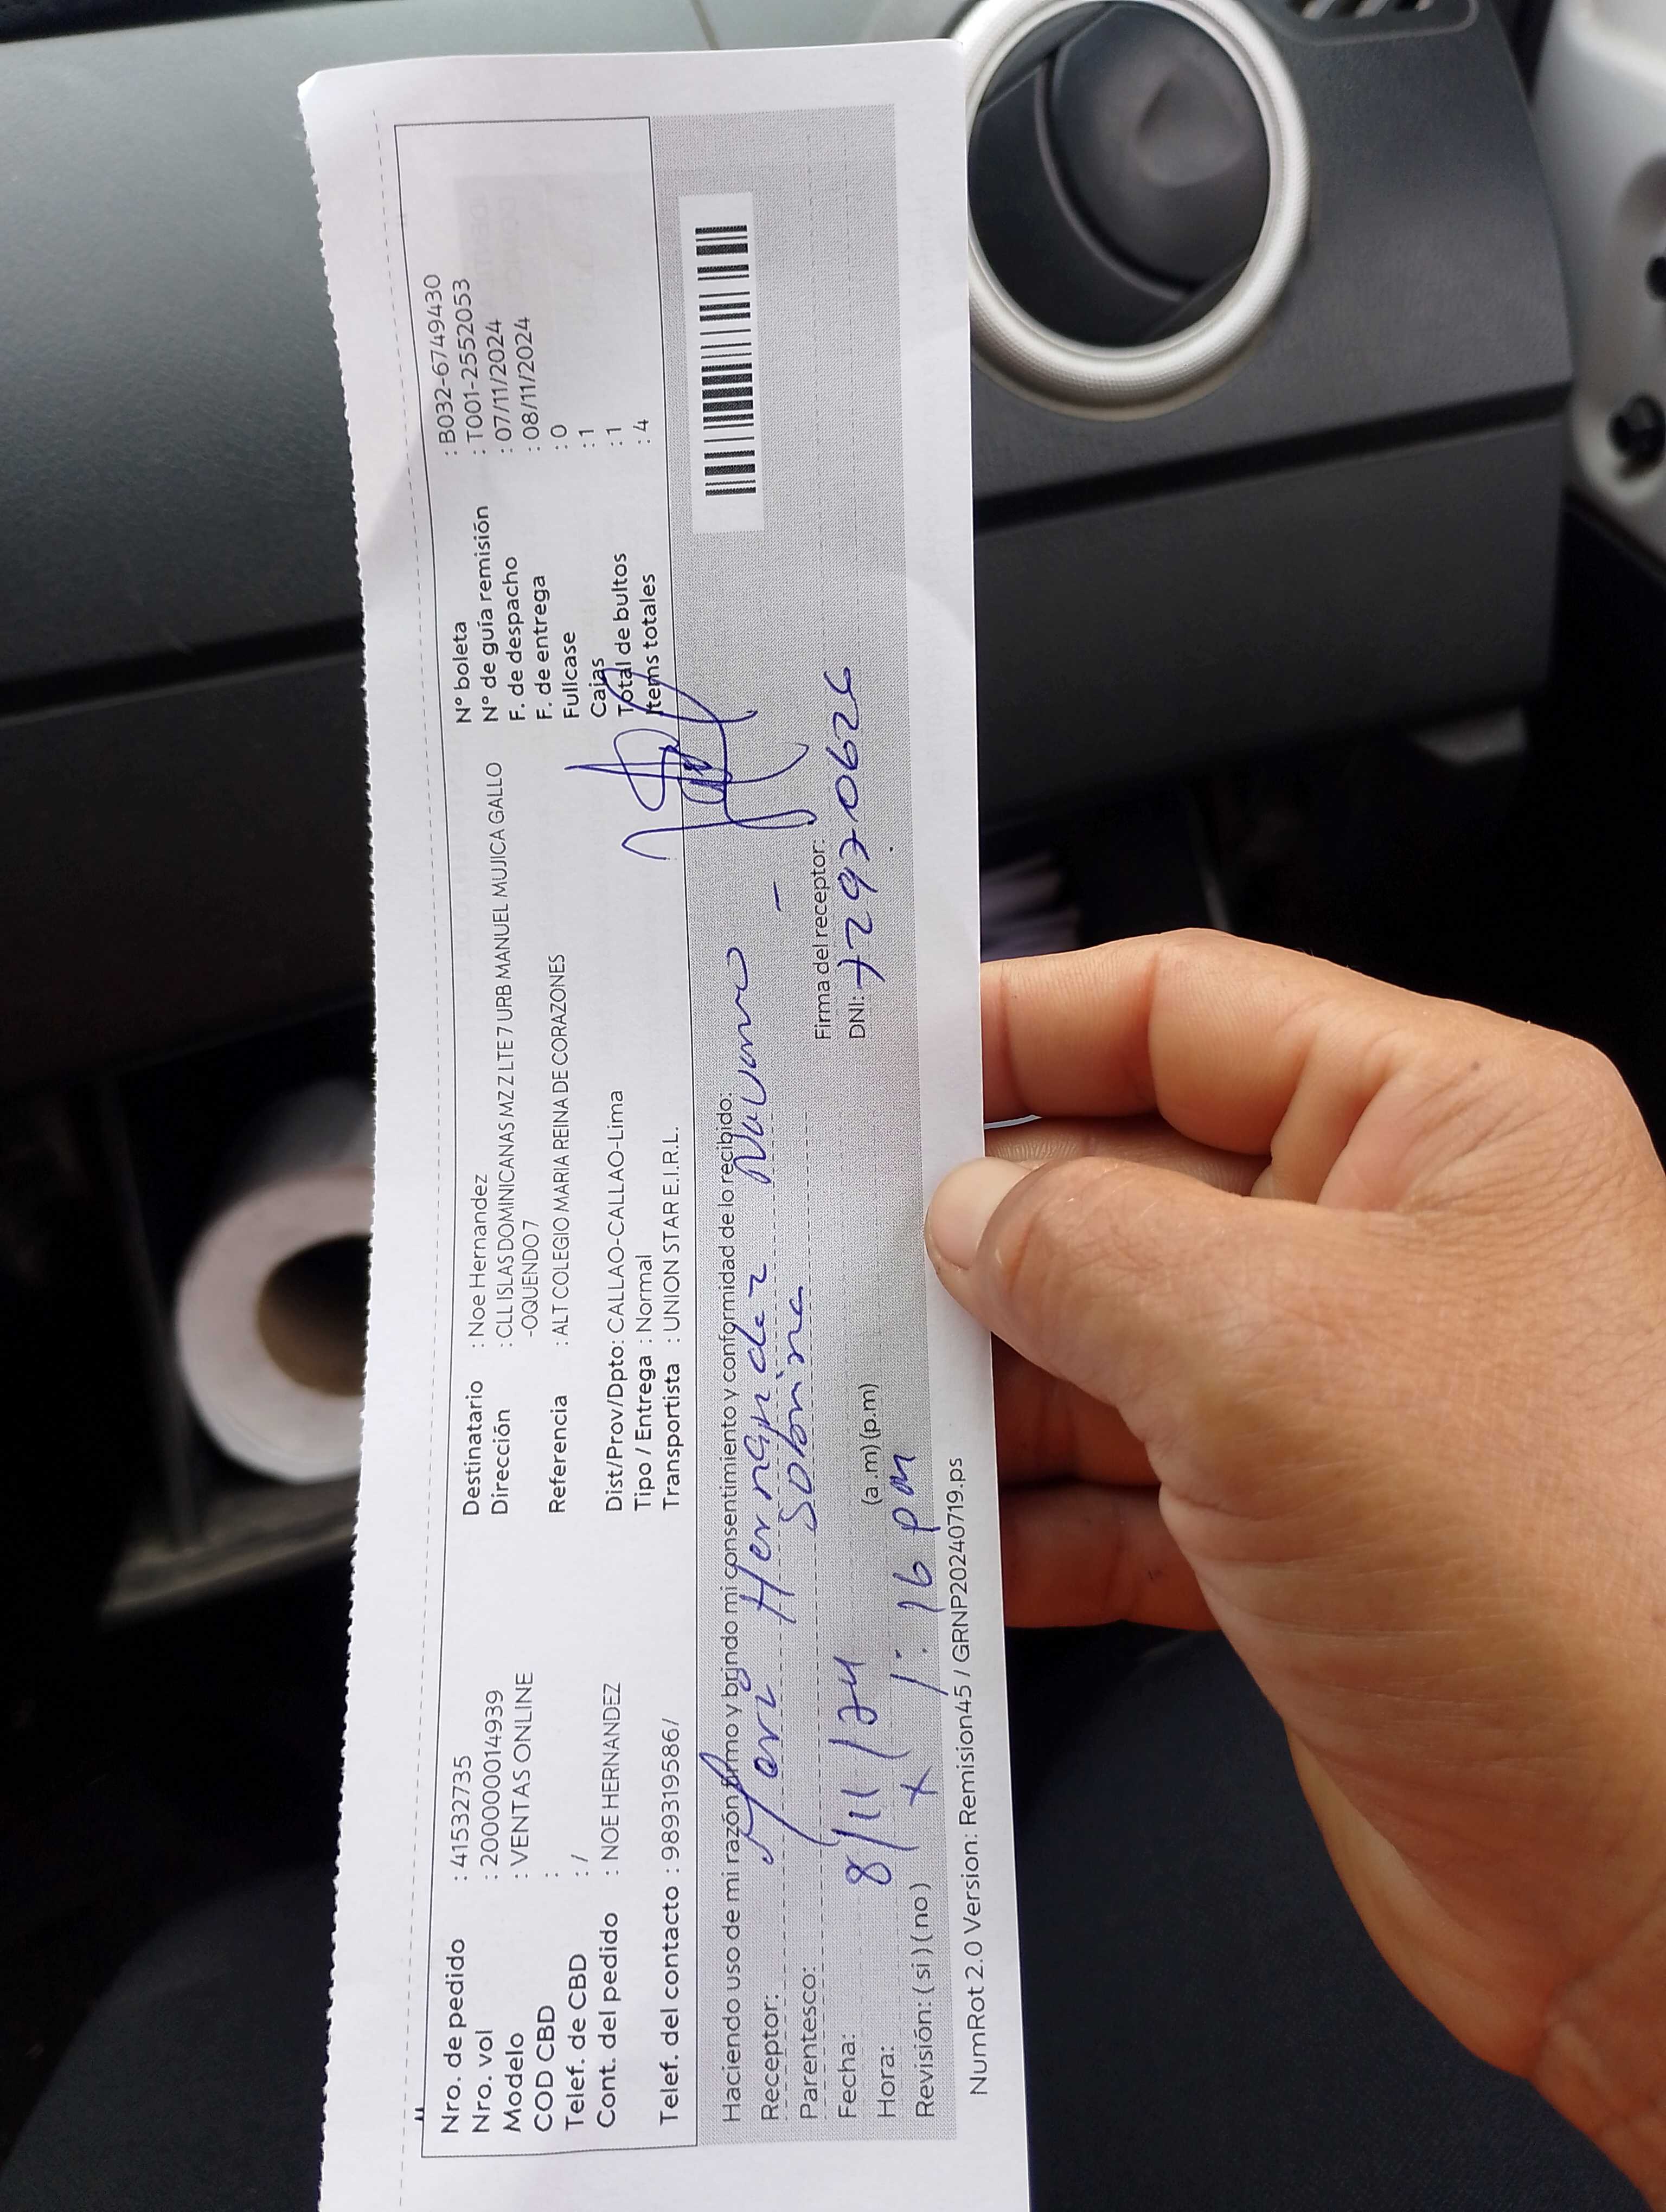 Nro. de pedido : 41532735
Nro. vol : 2000000014939
Modelo : VENTAS ONLINE
COD CBD :
Telef. de CBD : /
Cont. del pedido : NOE HERNANDEZ
Telef. del contacto : 989319586/
Destinatario : Noe Hernandez
Dirección : CLL ISLAS DOMINICANAS MZ Z LTE 7 URB MANUEL MUJICA GALLO
-OQUENDO 7
Referencia : ALT COLEGIO MARIA REINA DE CORAZONES
Dist/Prov/Dpto: CALLAO-CALLAO-Lima
Tipo / Entrega : Normal
Transportista : UNION STAR E.I.R.L.
N° boleta : B032-6749430
N° de guía remisión : T001-2552053
F. de despacho : 07/11/2024
F. de entrega : 08/11/2024
Fullcase : 0
Cajas : 1
Total de bultos : 1
Items totales : 4
Haciendo uso de mi razón firmo y brindo mi consentimiento y conformidad de lo recibido.
Receptor: Hernandez
Parentesco: sobrina
Firma del receptor:
Fecha: 8/11/24
DNI: 72970626
Hora: (a.m) (p.m) 1:16 pm
Revisión: ( si ) ( no ) x
NumRot 2.0 Version: Remision45 / GRNP20240719.ps